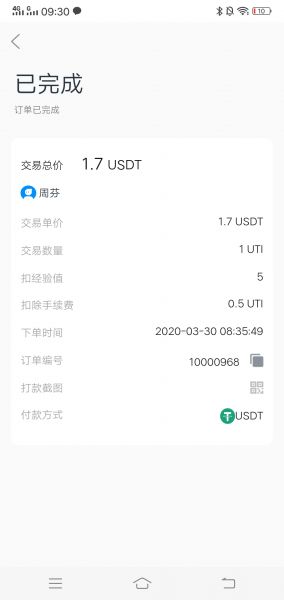 4G G 09:30 10
已完成
订单已完成
交易总价 1.7 USDT
周芬
交易单价 1.7 USDT
交易数量 1 UTI
扣经验值 5
扣除手续费 0.5 UTI
下单时间 2020-03-30 08:35:49
订单编号 10000968
打款截图
付款方式 USDT